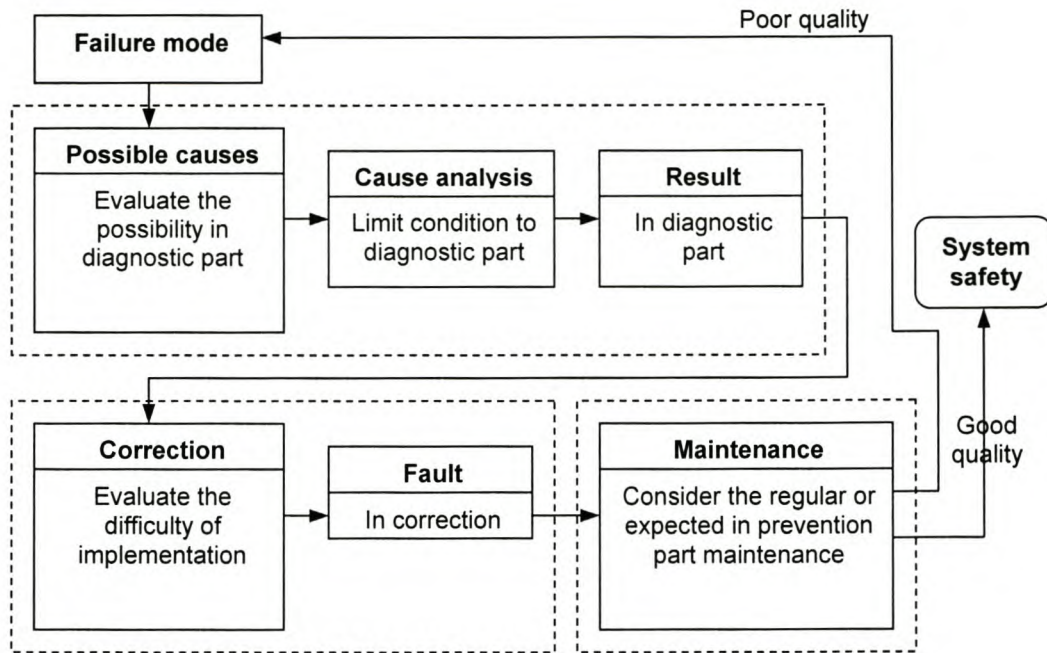 Poor quality
Failure mode
Possible causes
Evaluate the
possibility in
diagnostic part
Cause analysis
Limit condition to
diagnostic part
Result
In diagnostic
part
System
safety
Correction
Evaluate the
difficulty of
implementation
Fault
In correction
Maintenance
Consider the regular or
expected in prevention
part maintenance
Good
quality